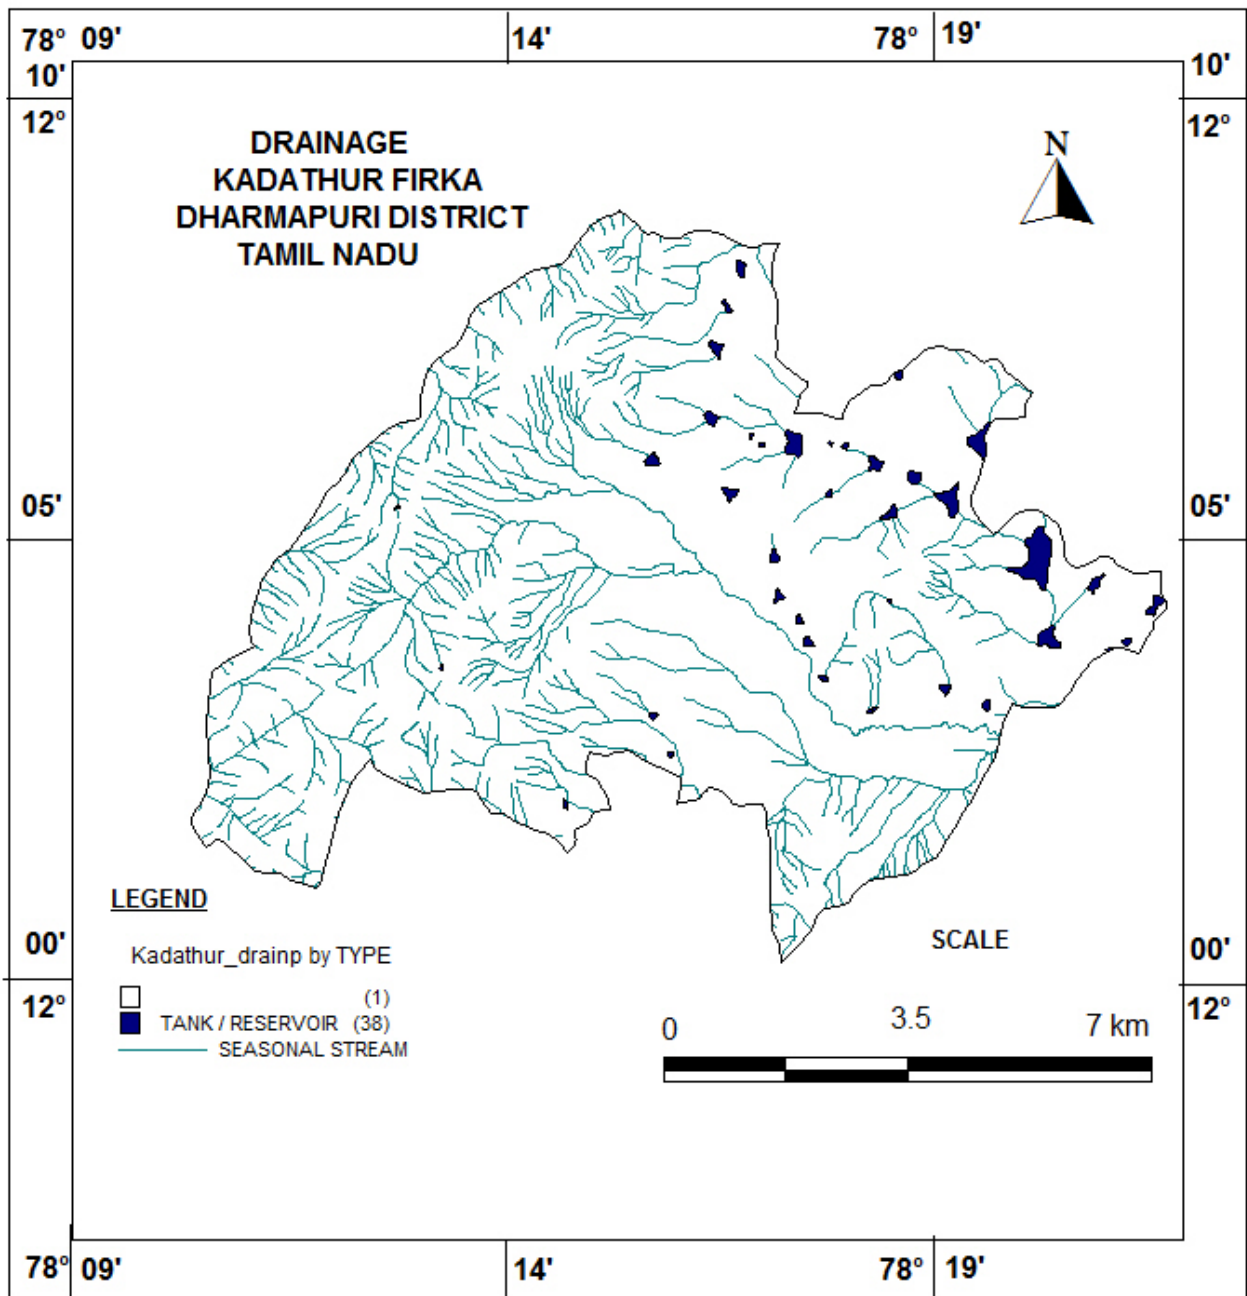 78° 09' 14' 78° 19'
10' 10'
12° 12°
DRAINAGE
KADATHUR FIRKA
DHARMAPURI DISTRICT
TAMIL NADU
N
05' 05'
LEGEND
Kadathur_drainp by TYPE
(1)
TANK / RESERVOIR (38)
SEASONAL STREAM
SCALE
0 3.5 7 km
00' 00'
12° 12°
78° 09' 14' 78° 19'